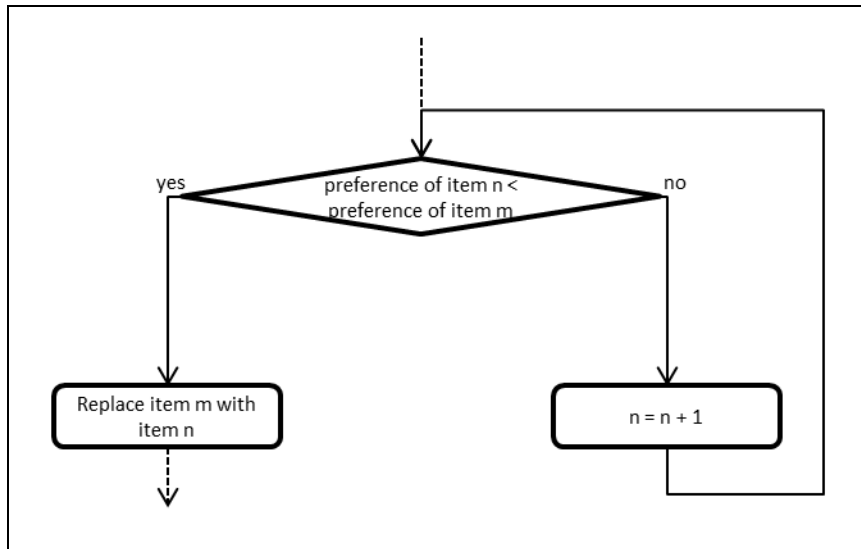 yes
preference of item n <
preference of item m
no
Replace item m with
item n
n = n + 1